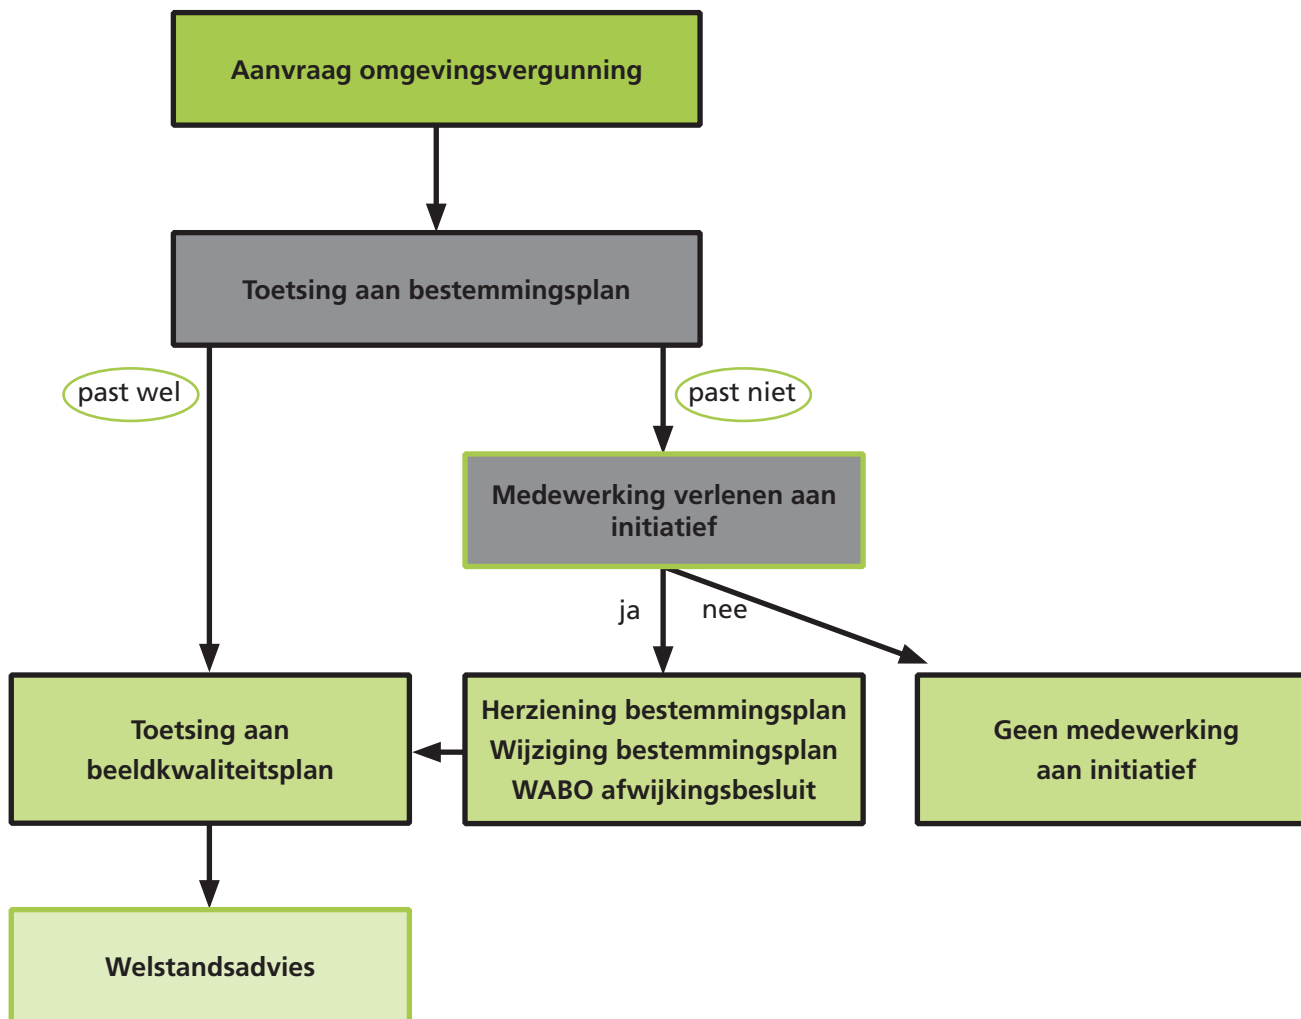 Aanvraag omgevingsvergunning
Toetsing aan bestemmingsplan
past wel
past niet
Medewerking verlenen aan
initiatief
ja
nee
Toetsing aan
beeldkwaliteitsplan
Herziening bestemmingsplan
Wijziging bestemmingsplan
WABO afwijkingsbesluit
Geen medewerking
aan initiatief
Welstandsadvies